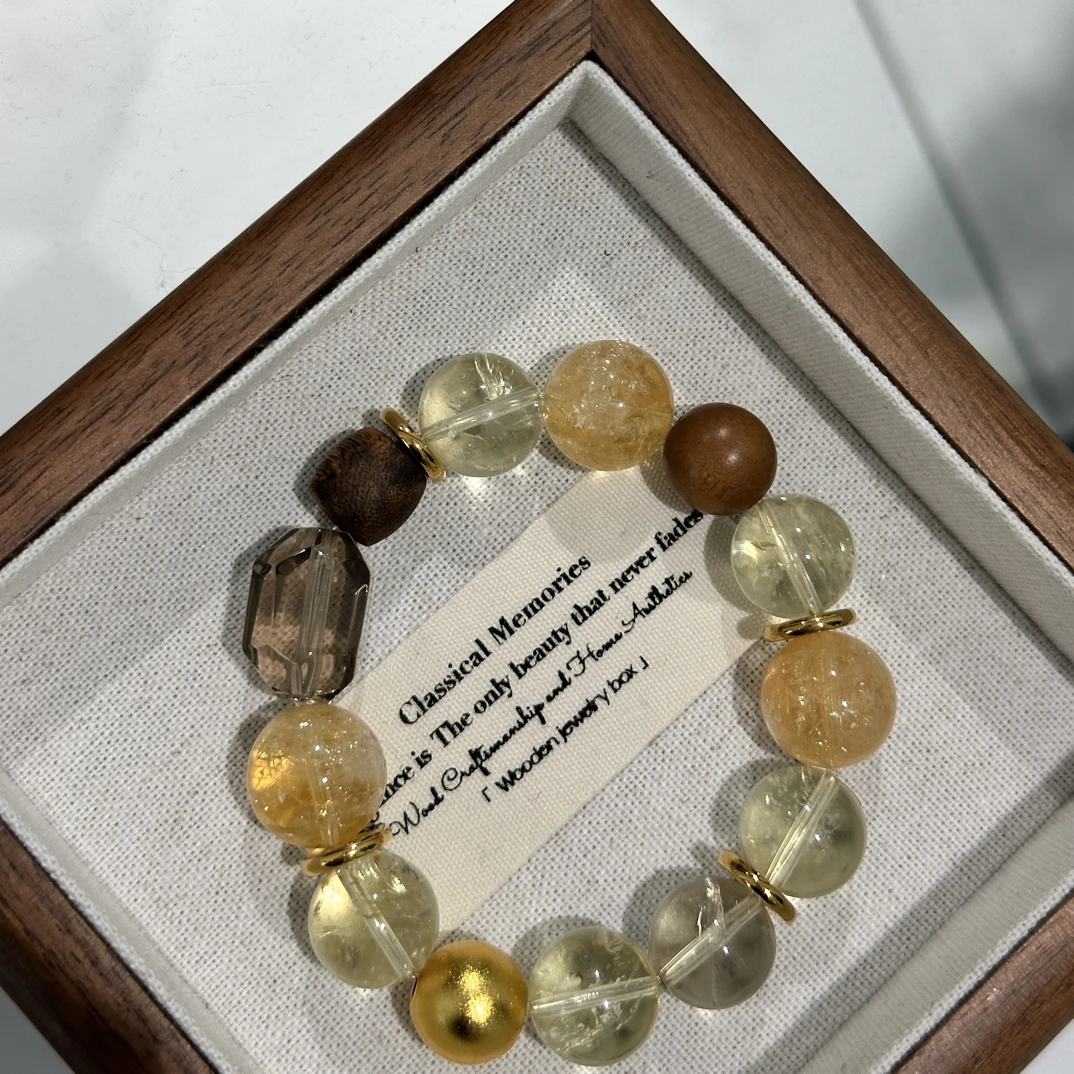 Classical Memories
is The only beauty that never fades
Wood Craftsmanship and Home Aesthetics
「 Wooden jewelry box 」